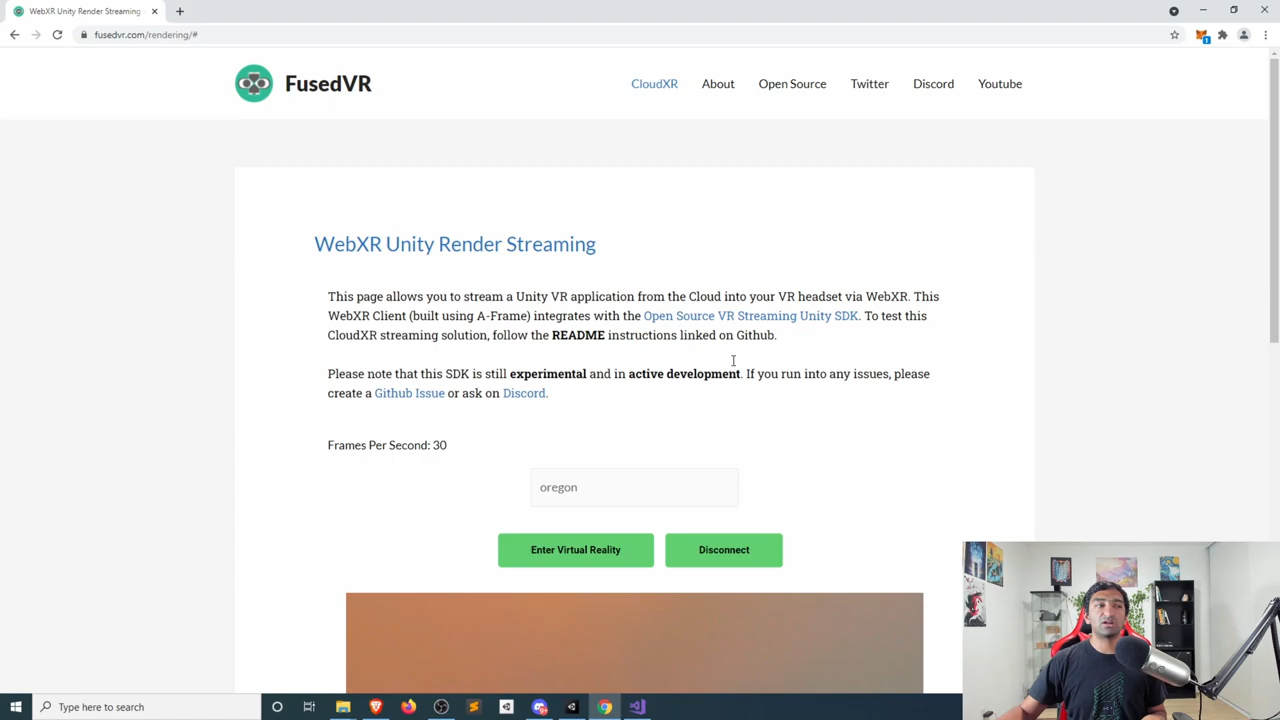 WebXR Unity Render Streaming
fusedvr.com/rendering/#
FusedVR
CloudXR About Open Source Twitter Discord Youtube
WebXR Unity Render Streaming
This page allows you to stream a Unity VR application from the Cloud into your VR headset via WebXR. This
WebXR Client (built using A-Frame) integrates with the Open Source VR Streaming Unity SDK. To test this
CloudXR streaming solution, follow the README instructions linked on Github.
Please note that this SDK is still experimental and in active development. If you run into any issues, please
create a Github Issue or ask on Discord.
Frames Per Second: 30
oregon
Enter Virtual Reality Disconnect
Type here to search